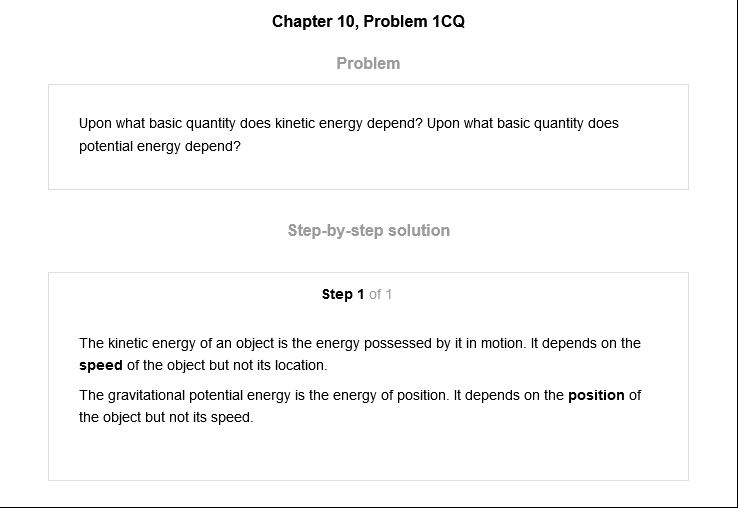 Chapter 10, Problem 1CQ
Problem
Upon what basic quantity does kinetic energy depend? Upon what basic quantity does
potential energy depend?
Step-by-step solution
Step 1 of 1
The kinetic energy of an object is the energy possessed by it in motion. It depends on the
speed of the object but not its location.
The gravitational potential energy is the energy of position. It depends on the position of
the object but not its speed.